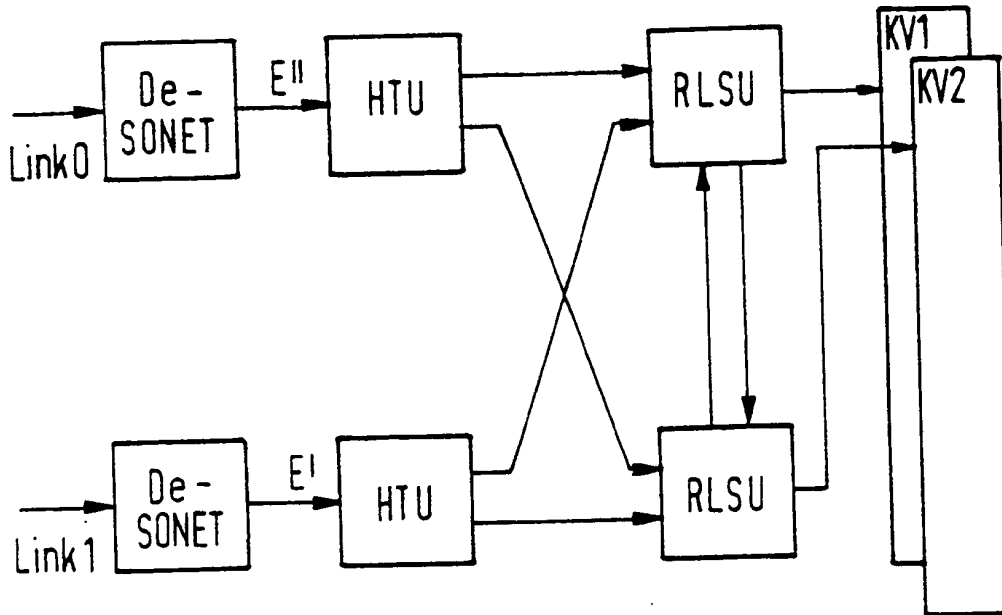 De-
SONET
E"
HTU
RLSU
KV1
KV2
Link0
De-
SONET
E'
HTU
RLSU
Link1